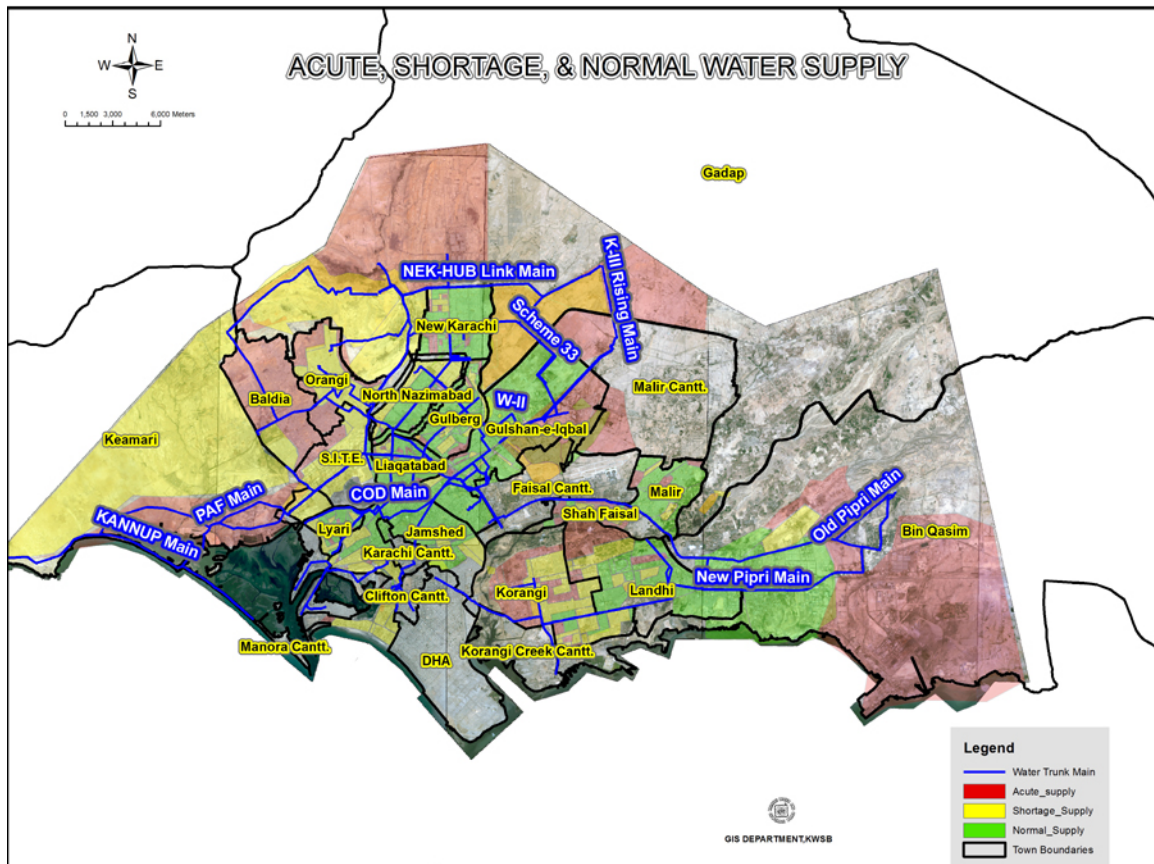 N
W E
S
0 1,500 3,000 6,000 Meters
ACUTE, SHORTAGE, & NORMAL WATER SUPPLY
Gadap
NEK-HUB Link Main
K-III Rising Main
Scheme 33
New Karachi
Orangi
Baldia
North Nazimabad
Malir Cantt.
W-II
Gulberg
Gulshan-e-Iqbal
Keamari
S.I.T.E.
Liaqatabad
COD Main
Faisal Cantt.
Malir
PAF Main
KANNUP Main
Lyari
Jamshed
Shah Faisal
Old Pipri Main
Bin Qasim
Karachi Cantt.
New Pipri Main
Clifton Cantt.
Korangi
Landhi
Manora Cantt.
DHA
Korangi Creek Cantt.
Legend
Water Trunk Main
Acute_supply
Shortage_Supply
Normal_Supply
Town Boundaries
GIS DEPARTMENT,KWSB